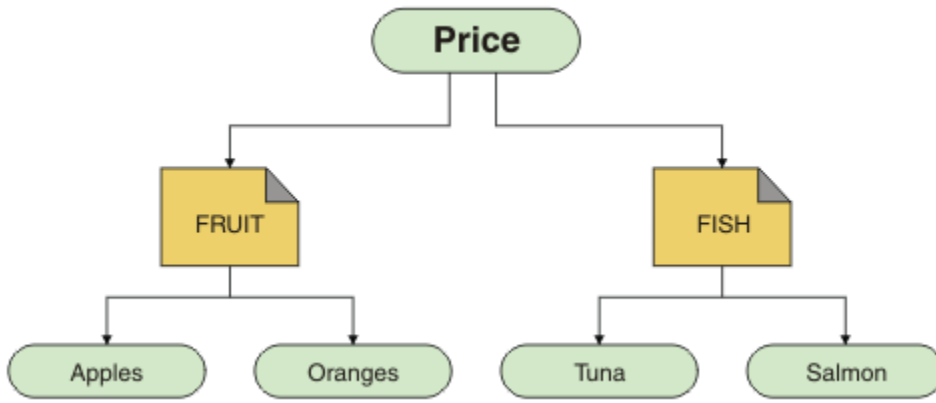 Price
FRUIT
FISH
Apples
Oranges
Tuna
Salmon